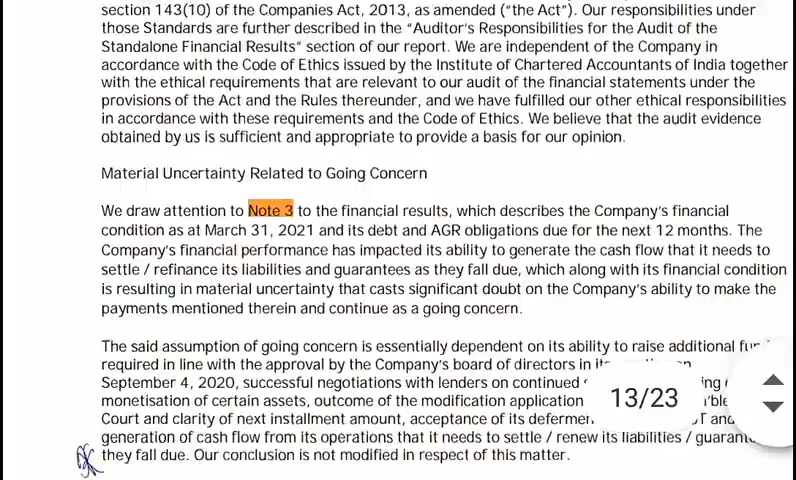 section 143(10) of the Companies Act, 2013, as amended ("the Act"). Our responsibilities under
those Standards are further described in the "Auditor's Responsibilities for the Audit of the
Standalone Financial Results" section of our report. We are independent of the Company in
accordance with the Code of Ethics issued by the Institute of Chartered Accountants of India together
with the ethical requirements that are relevant to our audit of the financial statements under the
provisions of the Act and the Rules thereunder, and we have fulfilled our other ethical responsibilities
in accordance with these requirements and the Code of Ethics. We believe that the audit evidence
obtained by us is sufficient and appropriate to provide a basis for our opinion.
Material Uncertainty Related to Going Concern
We draw attention to Note 3 to the financial results, which describes the Company's financial
condition as at March 31, 2021 and its debt and AGR obligations due for the next 12 months. The
Company's financial performance has impacted its ability to generate the cash flow that it needs to
settle / refinance its liabilities and guarantees as they fall due, which along with its financial condition
is resulting in material uncertainty that casts significant doubt on the Company's ability to make the
payments mentioned therein and continue as a going concern.
The said assumption of going concern is essentially dependent on its ability to raise additional
required in line with the approval by the Company's board of directors in
September 4, 2020, successful negotiations with lenders on continued
monetisation of certain assets, outcome of the modification application 13/23
Court and clarity of next installment amount, acceptance of its and
generation of cash flow from its operations that it needs to settle / renew its liabilities /
they fall due. Our conclusion is not modified in respect of this matter.